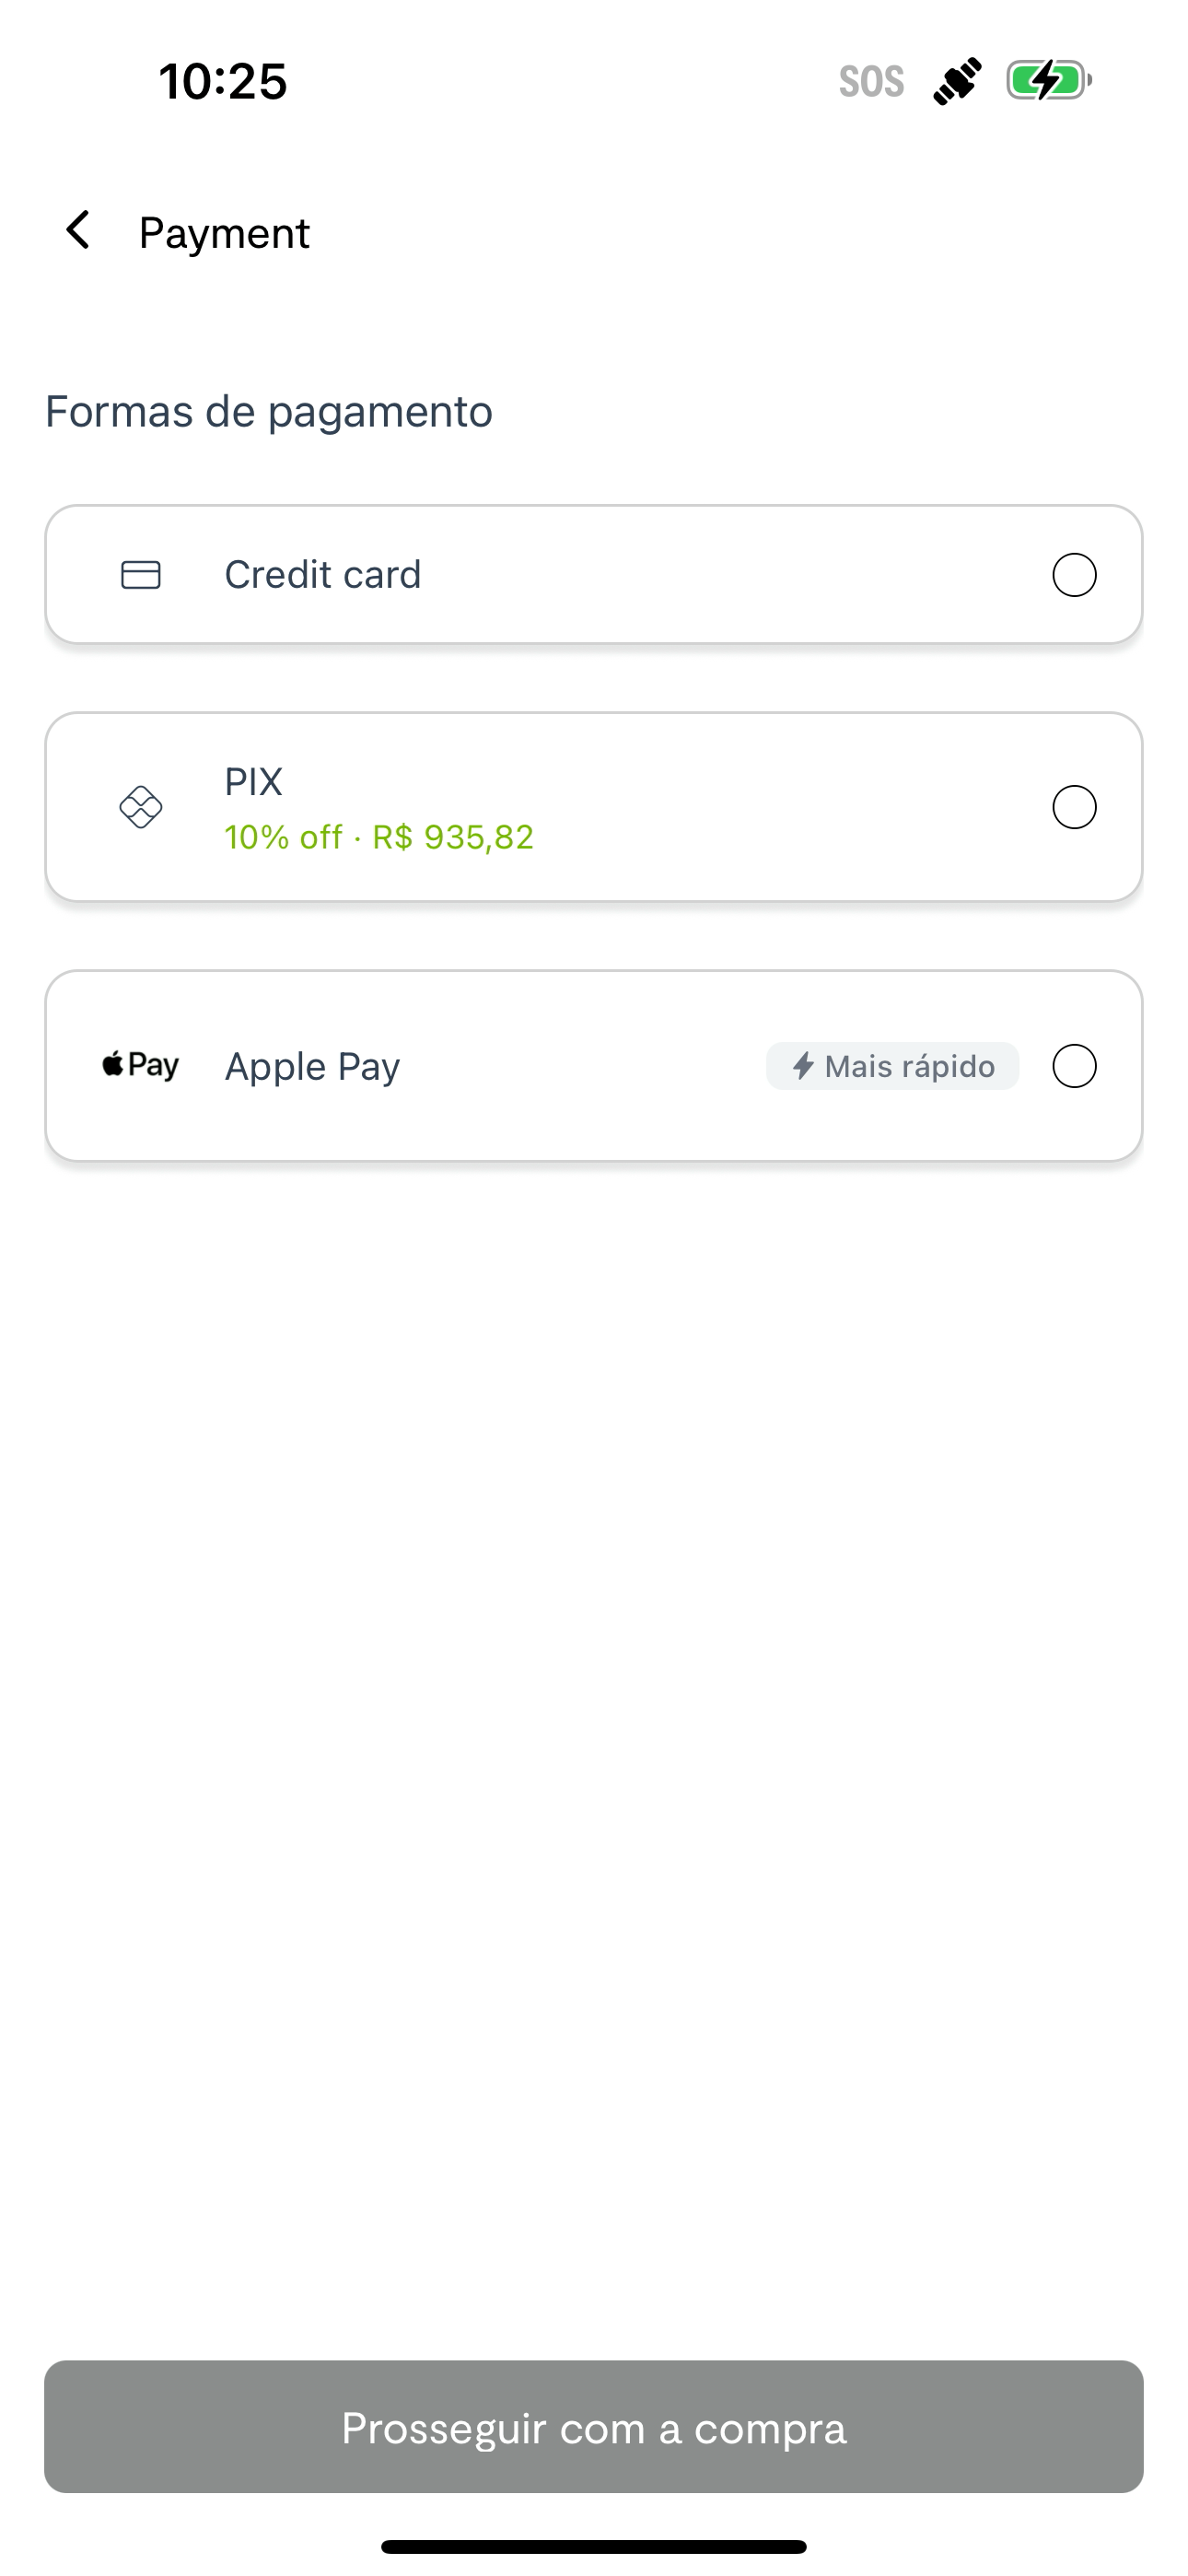 10:25 SOS
Payment
Formas de pagamento
Credit card
PIX
10% off · R$ 935,82
Pay Apple Pay Mais rápido
Prosseguir com a compra